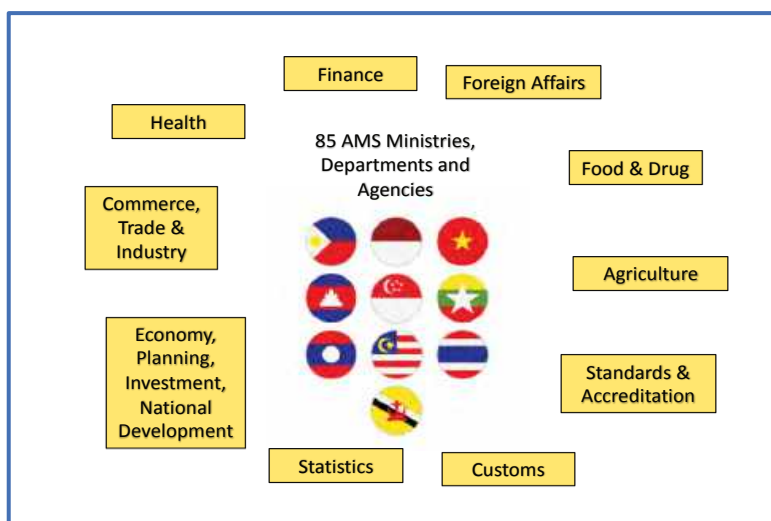 Finance
Foreign Affairs
Health
85 AMS Ministries,
Departments and
Agencies
Food & Drug
Commerce,
Trade &
Industry
Agriculture
Economy,
Planning,
Investment,
National
Development
Standards &
Accreditation
Statistics
Customs